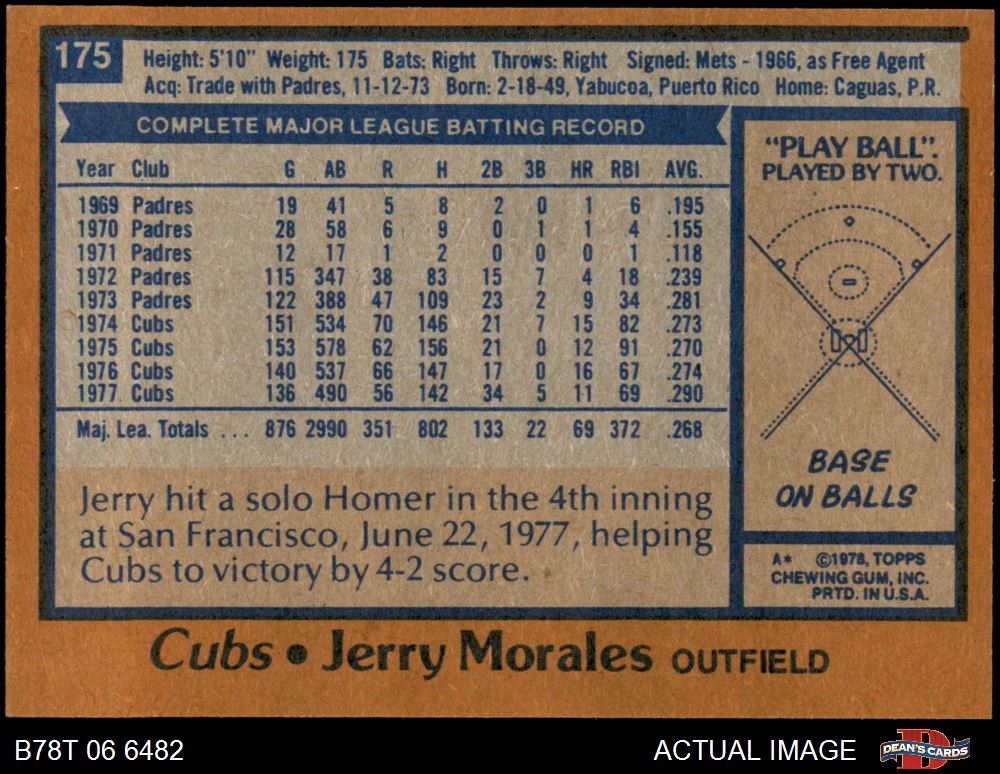 175
Height: 5'10" Weight: 175 Bats: Right Throws: Right Signed: Mets - 1966, as Free Agent
Acq: Trade with Padres, 11-12-73 Born: 2-18-49, Yabucoa, Puerto Rico Home: Caguas, P.R.
COMPLETE MAJOR LEAGUE BATTING RECORD
Year Club G AB R H 2B 3B HR RBI AVG.
1969 Padres 19 41 5 8 2 0 1 6 .195
1970 Padres 28 58 6 9 0 1 1 4 .155
1971 Padres 12 17 1 2 0 0 0 1 .118
1972 Padres 115 347 38 83 15 7 4 18 .239
1973 Padres 122 388 47 109 23 2 9 34 .281
1974 Cubs 151 534 70 146 21 7 15 82 .273
1975 Cubs 153 578 62 156 21 0 12 91 .270
1976 Cubs 140 537 66 147 17 0 16 67 .274
1977 Cubs 136 490 56 142 34 5 11 69 .290
Maj. Lea. Totals ... 876 2990 351 802 133 22 69 372 .268
Jerry hit a solo Homer in the 4th inning
at San Francisco, June 22, 1977, helping
Cubs to victory by 4-2 score.
"PLAY BALL".
PLAYED BY TWO.
BASE
ON BALLS
A* ©1978, TOPPS
CHEWING GUM, INC.
PRTD. IN U.S.A.
Cubs • Jerry Morales OUTFIELD
B78T 06 6482
ACTUAL IMAGE
DEAN'S CARDS